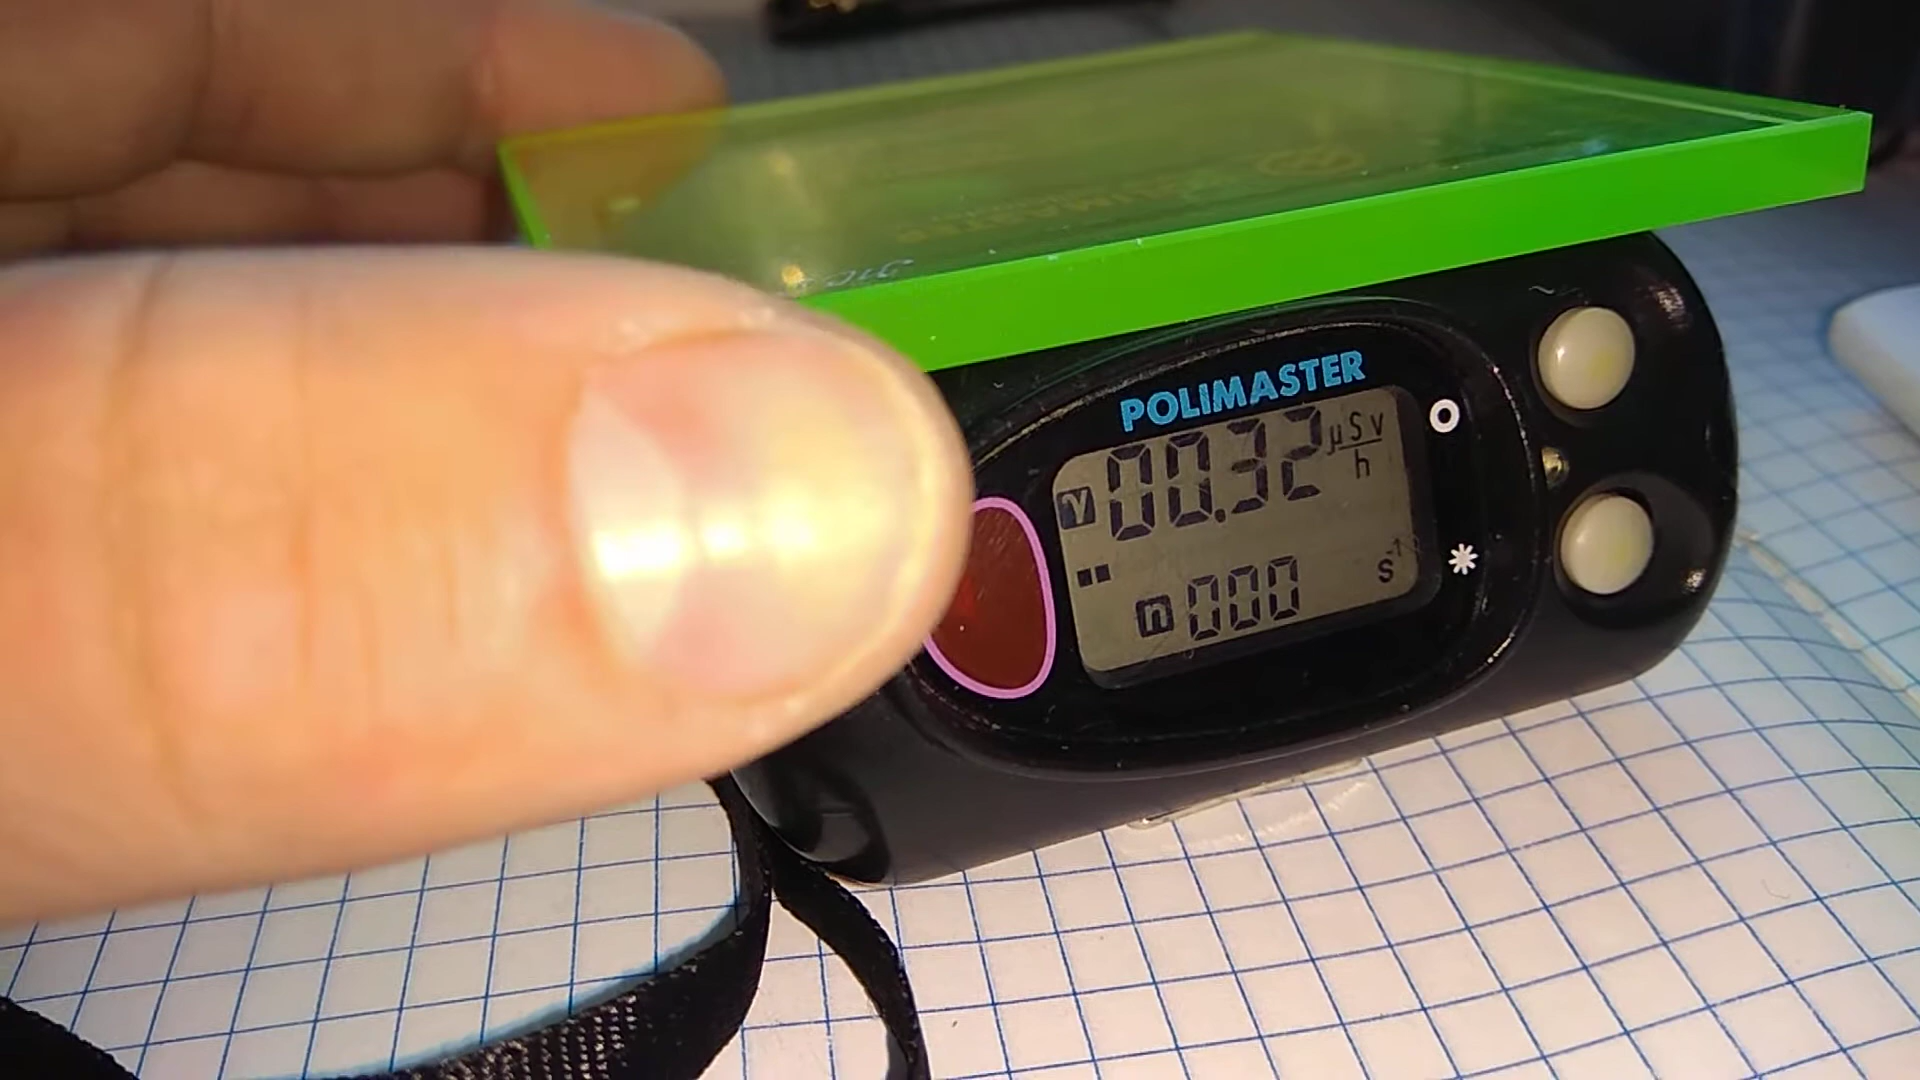 POLIMASTER
γ 00.32 µSv/h
n 000 s⁻¹